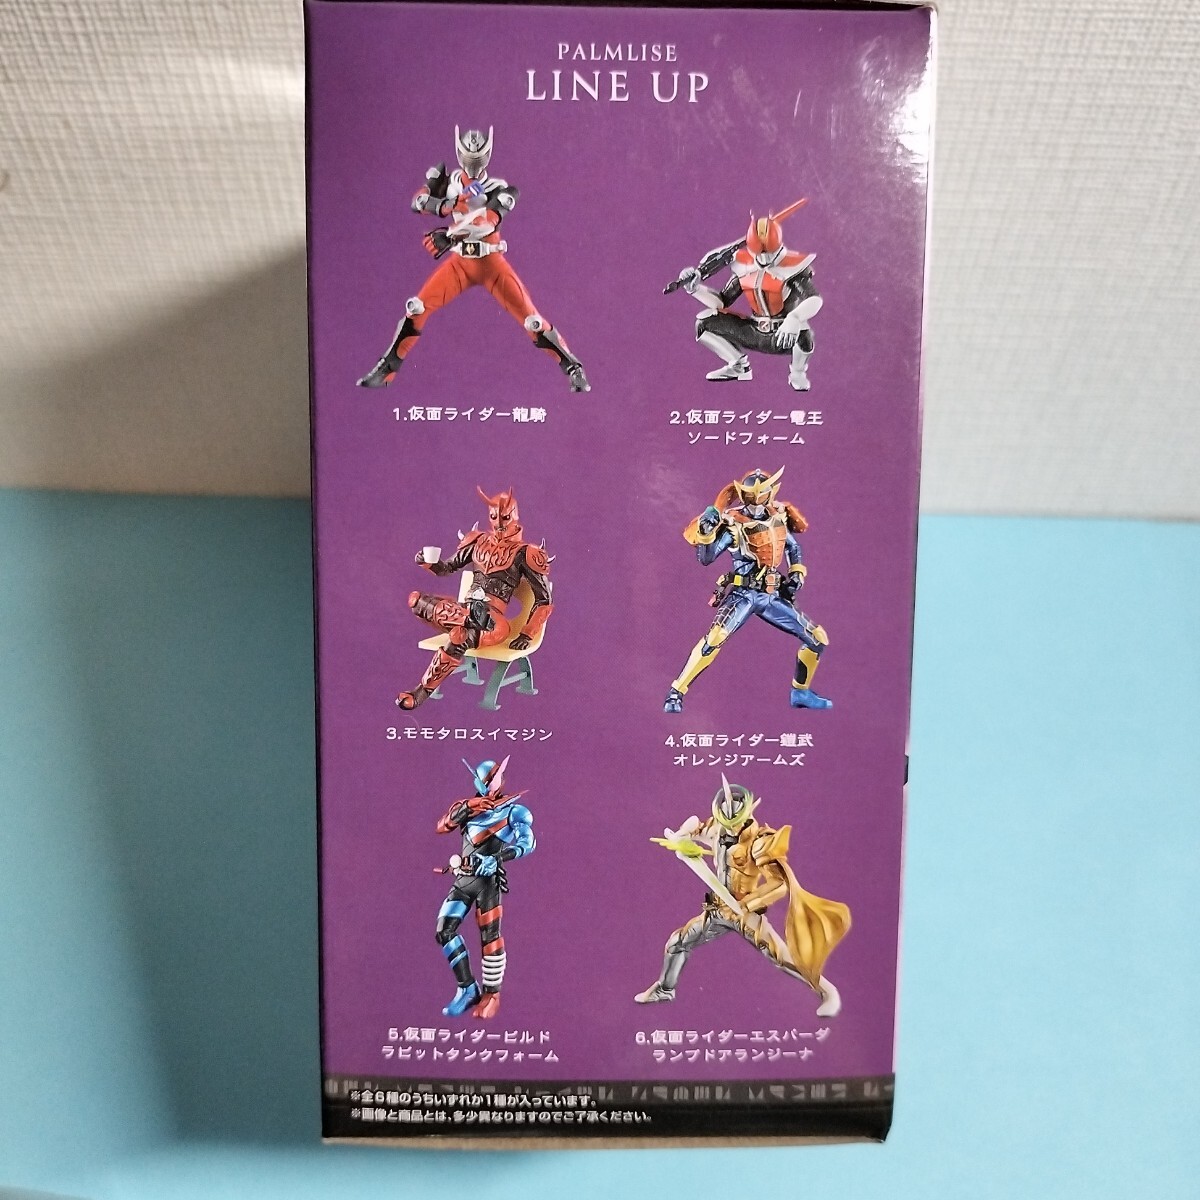 PALMLISE
LINE UP
1.仮面ライダー龍騎
2.仮面ライダー電王
ソードフォーム
3.モモタロスイマジン
4.仮面ライダー鎧武
オレンジアームズ
5.仮面ライダービルド
ラビットタンクフォーム
6.仮面ライダーエスパーダ
ランプドアランジーナ
※全6種のうちいずれか1種が入っています。
※画像と商品とは、多少異なりますのでご了承ください。